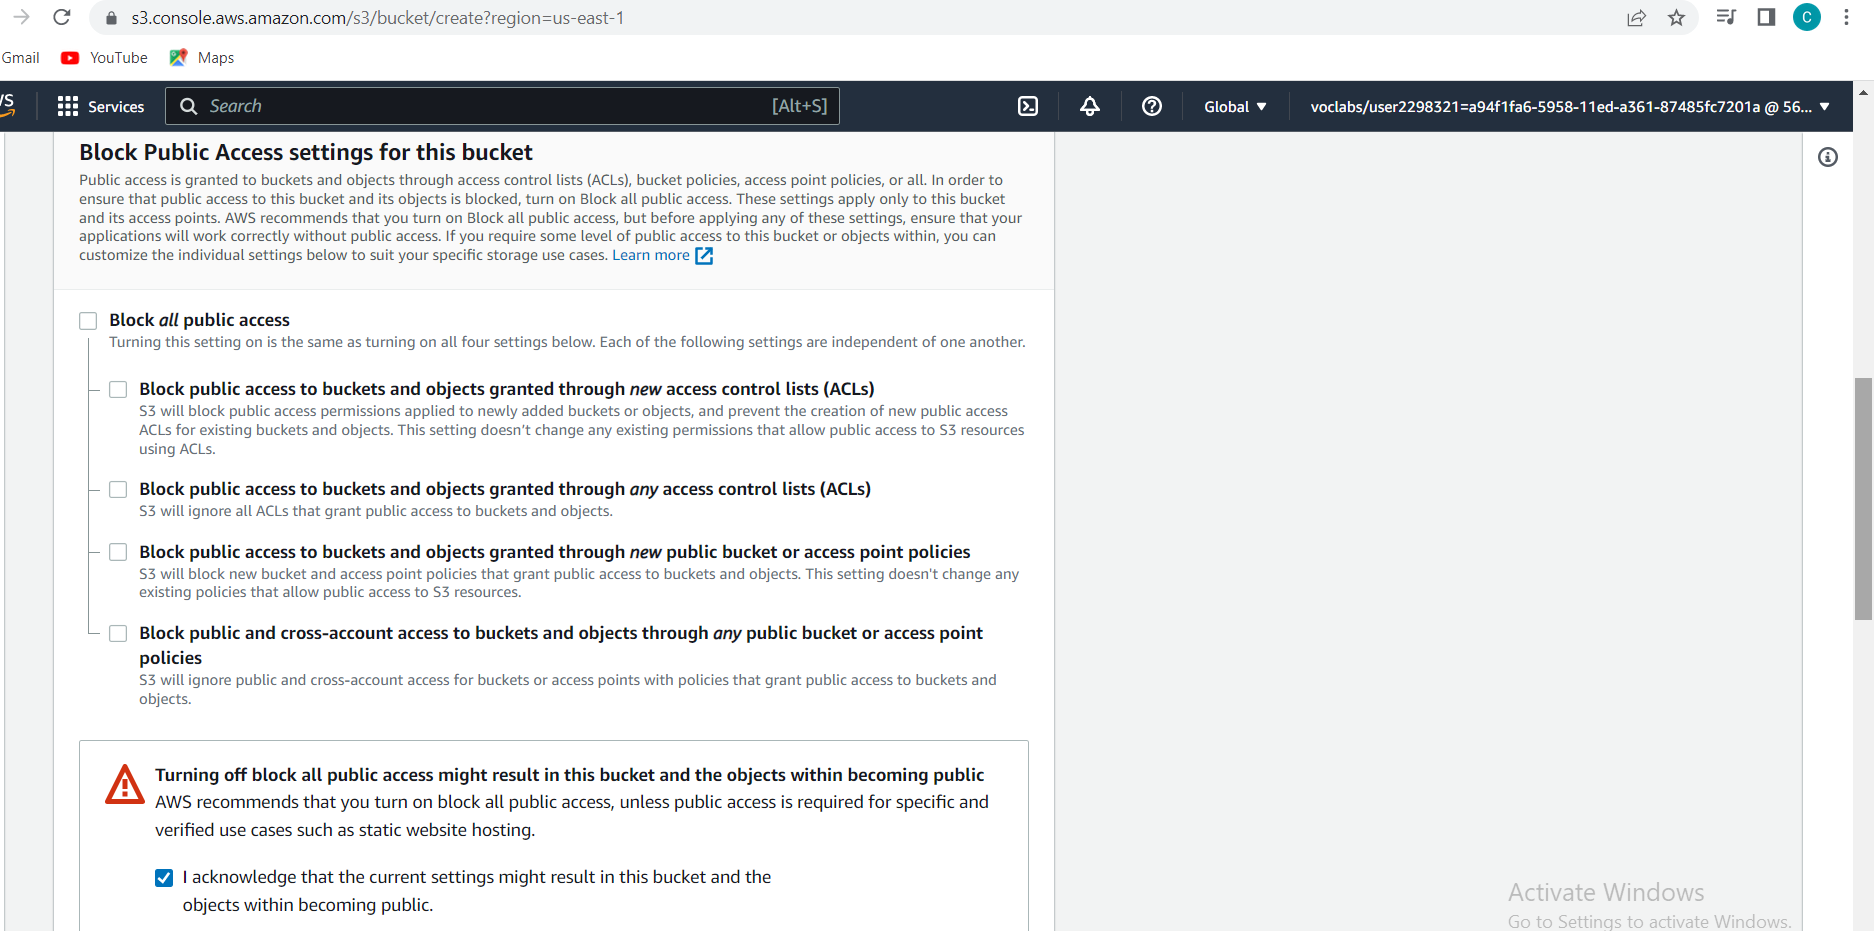 s3.console.aws.amazon.com/s3/bucket/create?region=us-east-1
C
Gmail YouTube Maps
Services Search [Alt+S] Global ▼ voclabs/user2298321=a94f1fa6-5958-11ed-a361-87485fc7201a @ 56... ▼
Block Public Access settings for this bucket
Public access is granted to buckets and objects through access control lists (ACLs), bucket policies, access point policies, or all. In order to
ensure that public access to this bucket and its objects is blocked, turn on Block all public access. These settings apply only to this bucket
and its access points. AWS recommends that you turn on Block all public access, but before applying any of these settings, ensure that your
applications will work correctly without public access. If you require some level of public access to this bucket or objects within, you can
customize the individual settings below to suit your specific storage use cases. Learn more
Block all public access
Turning this setting on is the same as turning on all four settings below. Each of the following settings are independent of one another.
Block public access to buckets and objects granted through new access control lists (ACLs)
S3 will block public access permissions applied to newly added buckets or objects, and prevent the creation of new public access
ACLs for existing buckets and objects. This setting doesn't change any existing permissions that allow public access to S3 resources
using ACLs.
Block public access to buckets and objects granted through any access control lists (ACLs)
S3 will ignore all ACLs that grant public access to buckets and objects.
Block public access to buckets and objects granted through new public bucket or access point policies
S3 will block new bucket and access point policies that grant public access to buckets and objects. This setting doesn't change any
existing policies that allow public access to S3 resources.
Block public and cross-account access to buckets and objects through any public bucket or access point
policies
S3 will ignore public and cross-account access for buckets or access points with policies that grant public access to buckets and
objects.
Turning off block all public access might result in this bucket and the objects within becoming public
AWS recommends that you turn on block all public access, unless public access is required for specific and
verified use cases such as static website hosting.
I acknowledge that the current settings might result in this bucket and the
objects within becoming public.
Activate Windows
Go to Settings to activate Windows.